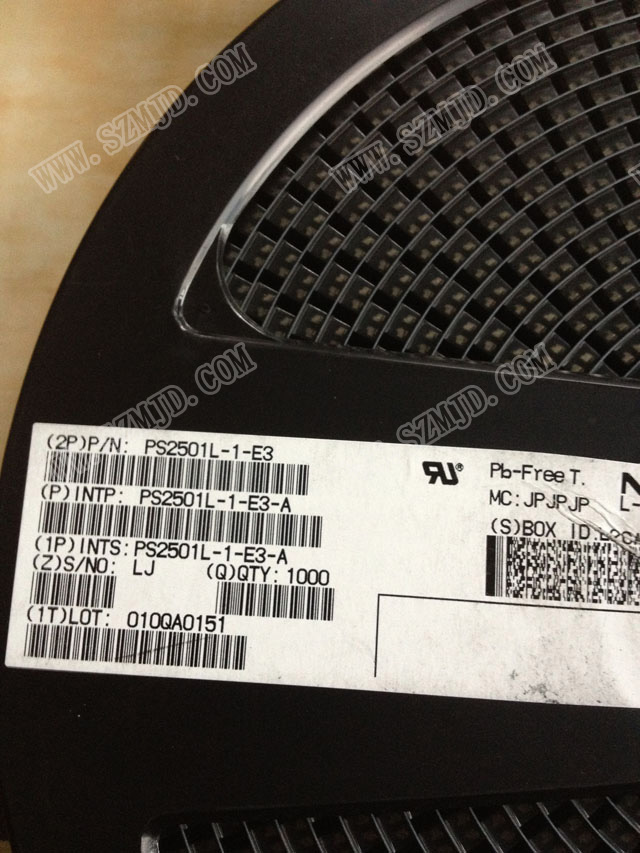 WWW.SZMJD.COM
WWW.SZMJD.COM
SZMJD.COM
SZMJD.COM
(2P)P/N: PS2501L-1-E3
(P)INTP: PS2501L-1-E3-A
(1P)INTS: PS2501L-1-E3-A
(Z)S/NO: LJ (Q)QTY: 1000
(1T)LOT: 010QA0151
Pb-Free T.
MC: JPJPJP L-
(S)BOX ID: